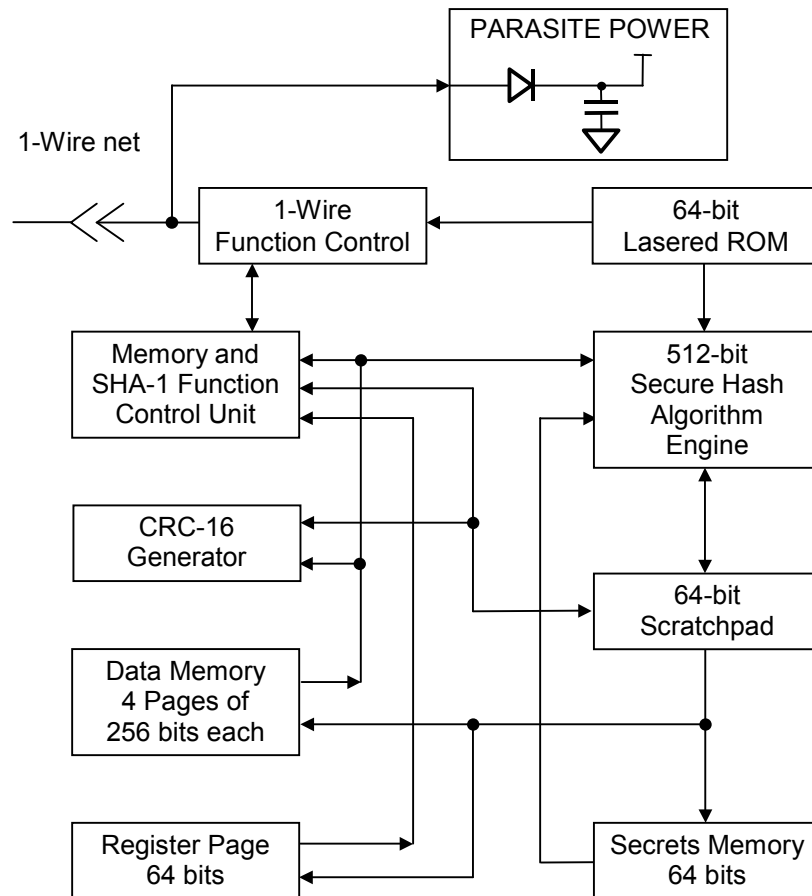 PARASITE POWER
1-Wire net
1-Wire
Function Control
64-bit
Lasered ROM
Memory and
SHA-1 Function
Control Unit
512-bit
Secure Hash
Algorithm
Engine
CRC-16
Generator
64-bit
Scratchpad
Data Memory
4 Pages of
256 bits each
Register Page
64 bits
Secrets Memory
64 bits